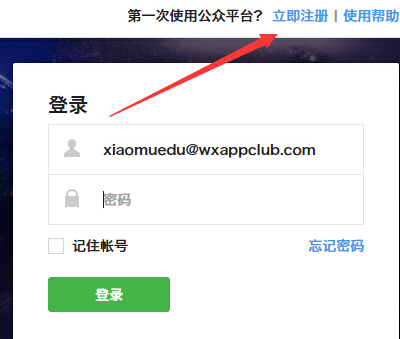 第一次使用公众平台? 立即注册 | 使用帮助
登录
xiaomuedu@wxappclub.com
密码
记住帐号 忘记密码
登录